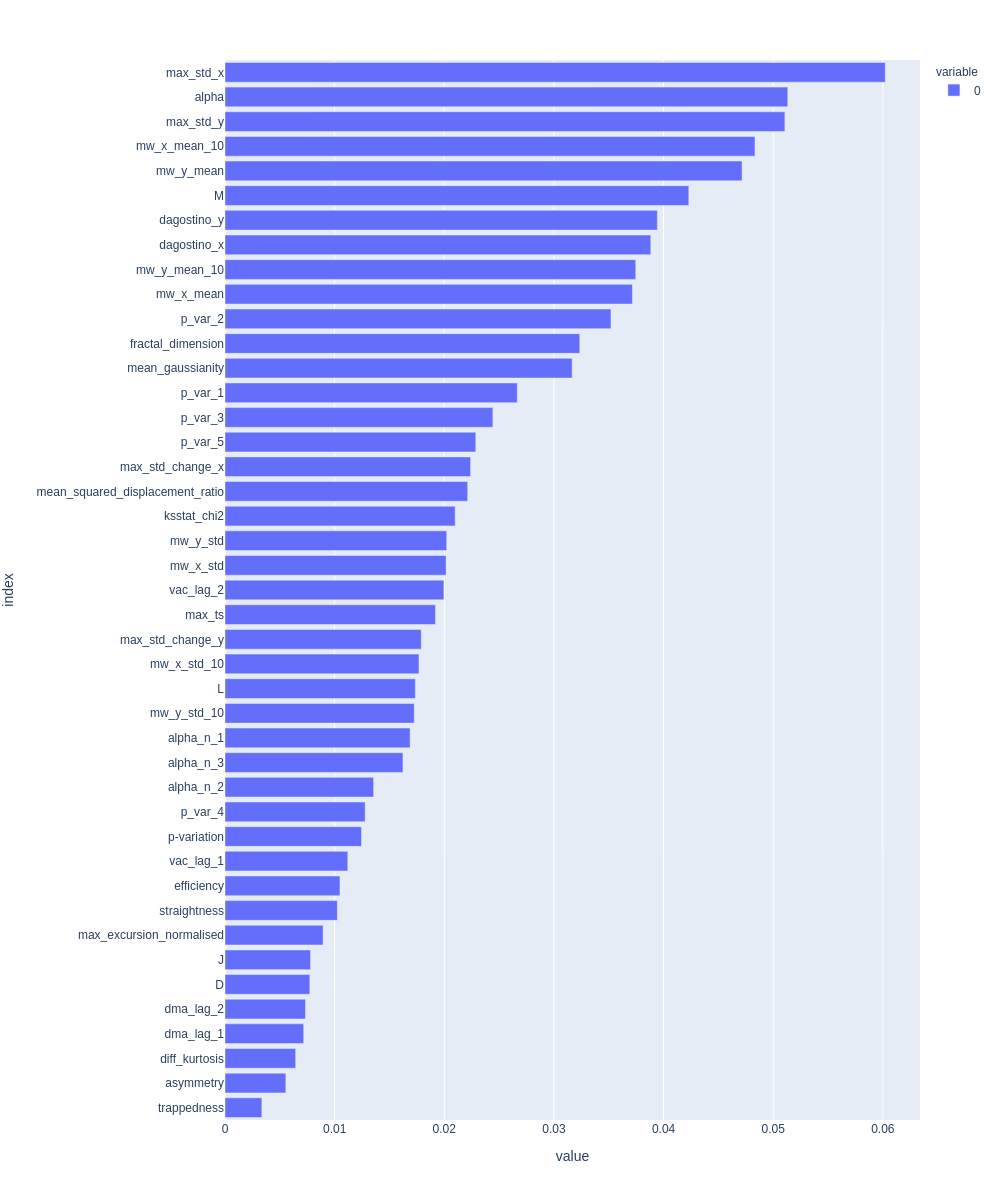 max_std_x
alpha
max_std_y
mw_x_mean_10
mw_y_mean
M
dagostino_y
dagostino_x
mw_y_mean_10
mw_x_mean
p_var_2
fractal_dimension
mean_gaussianity
p_var_1
p_var_3
p_var_5
max_std_change_x
mean_squared_displacement_ratio
ksstat_chi2
mw_y_std
mw_x_std
vac_lag_2
max_ts
max_std_change_y
mw_x_std_10
L
mw_y_std_10
alpha_n_1
alpha_n_3
alpha_n_2
p_var_4
p-variation
vac_lag_1
efficiency
straightness
max_excursion_normalised
J
D
dma_lag_2
dma_lag_1
diff_kurtosis
asymmetry
trappedness
index
0 0.01 0.02 0.03 0.04 0.05 0.06
value
variable
0